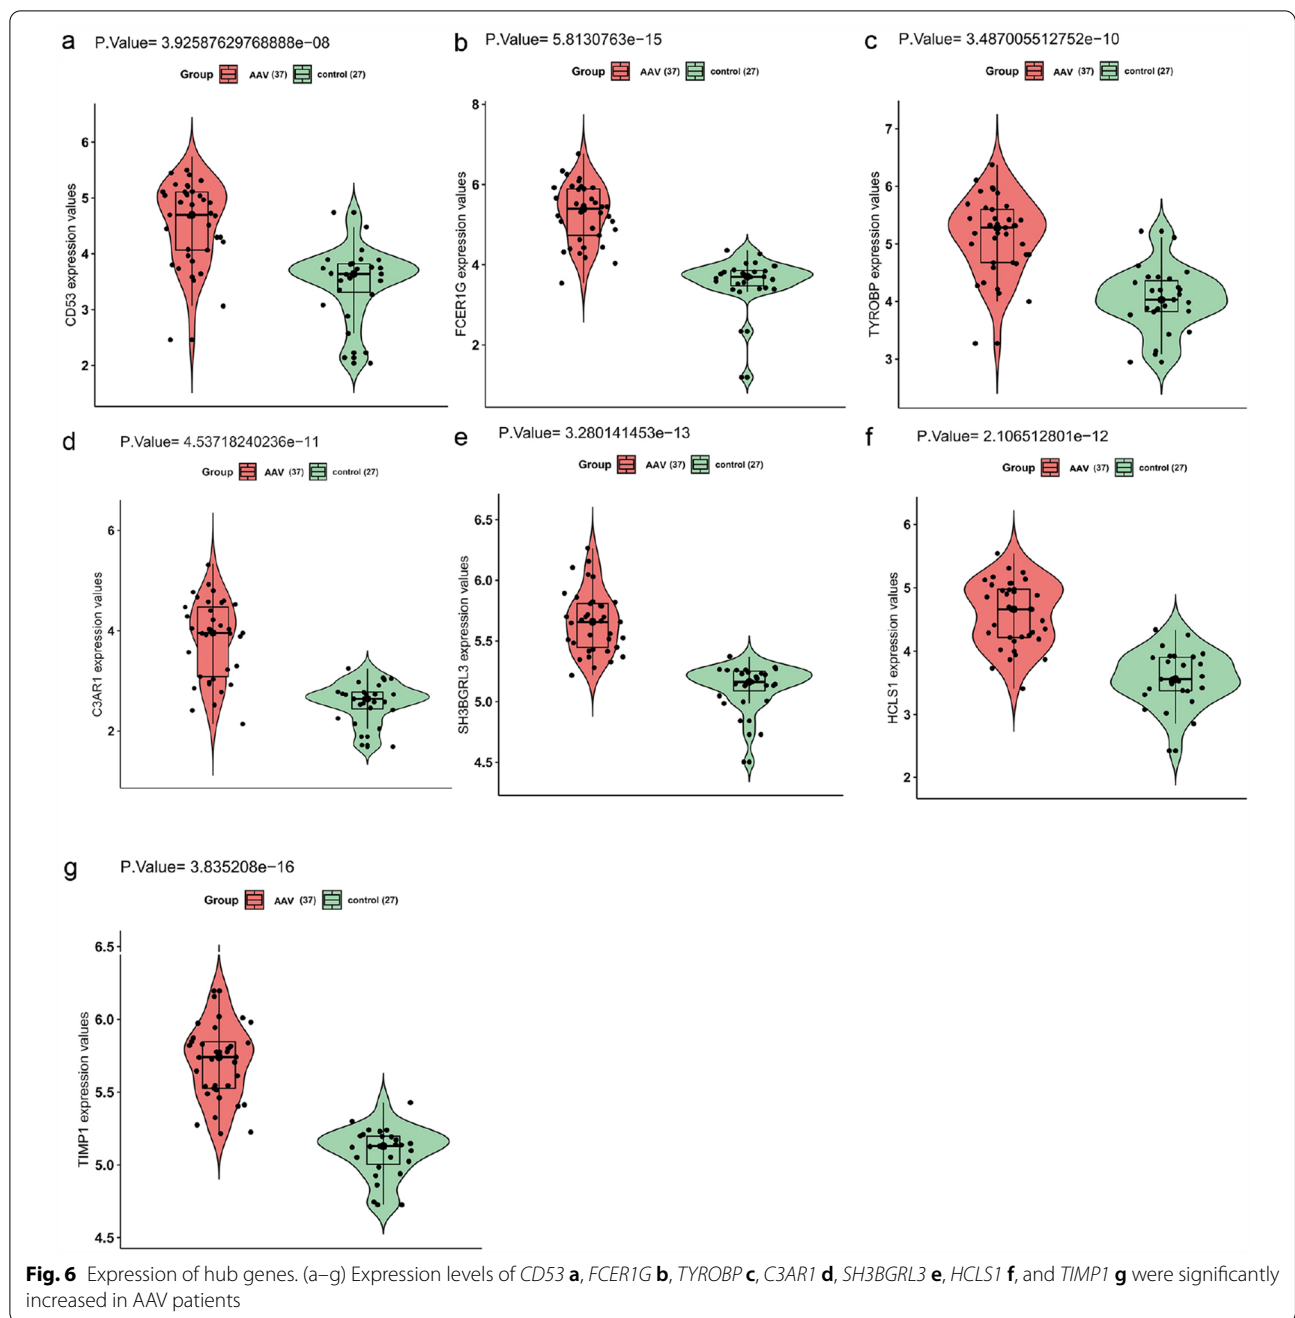 a P.Value= 3.92587629768888e−08
Group AAV (37) control (27)
CD53 expression values
6
5
4
3
2
b P.Value= 5.8130763e−15
Group AAV (37) control (27)
FCER1G expression values
8
6
4
2
c P.Value= 3.487005512752e−10
Group AAV (37) control (27)
TYROBP expression values
7
6
5
4
3
d P.Value= 4.53718240236e−11
Group AAV (37) control (27)
C3AR1 expression values
6
4
2
e P.Value= 3.280141453e−13
Group AAV (37) control (27)
SH3BGRL3 expression values
6.5
6.0
5.5
5.0
4.5
f P.Value= 2.106512801e−12
Group AAV (37) control (27)
HCLS1 expression values
6
5
4
3
2
g P.Value= 3.835208e−16
Group AAV (37) control (27)
TIMP1 expression values
6.5
6.0
5.5
5.0
4.5
Fig. 6 Expression of hub genes. (a–g) Expression levels of CD53 a, FCER1G b, TYROBP c, C3AR1 d, SH3BGRL3 e, HCLS1 f, and TIMP1 g were significantly
increased in AAV patients